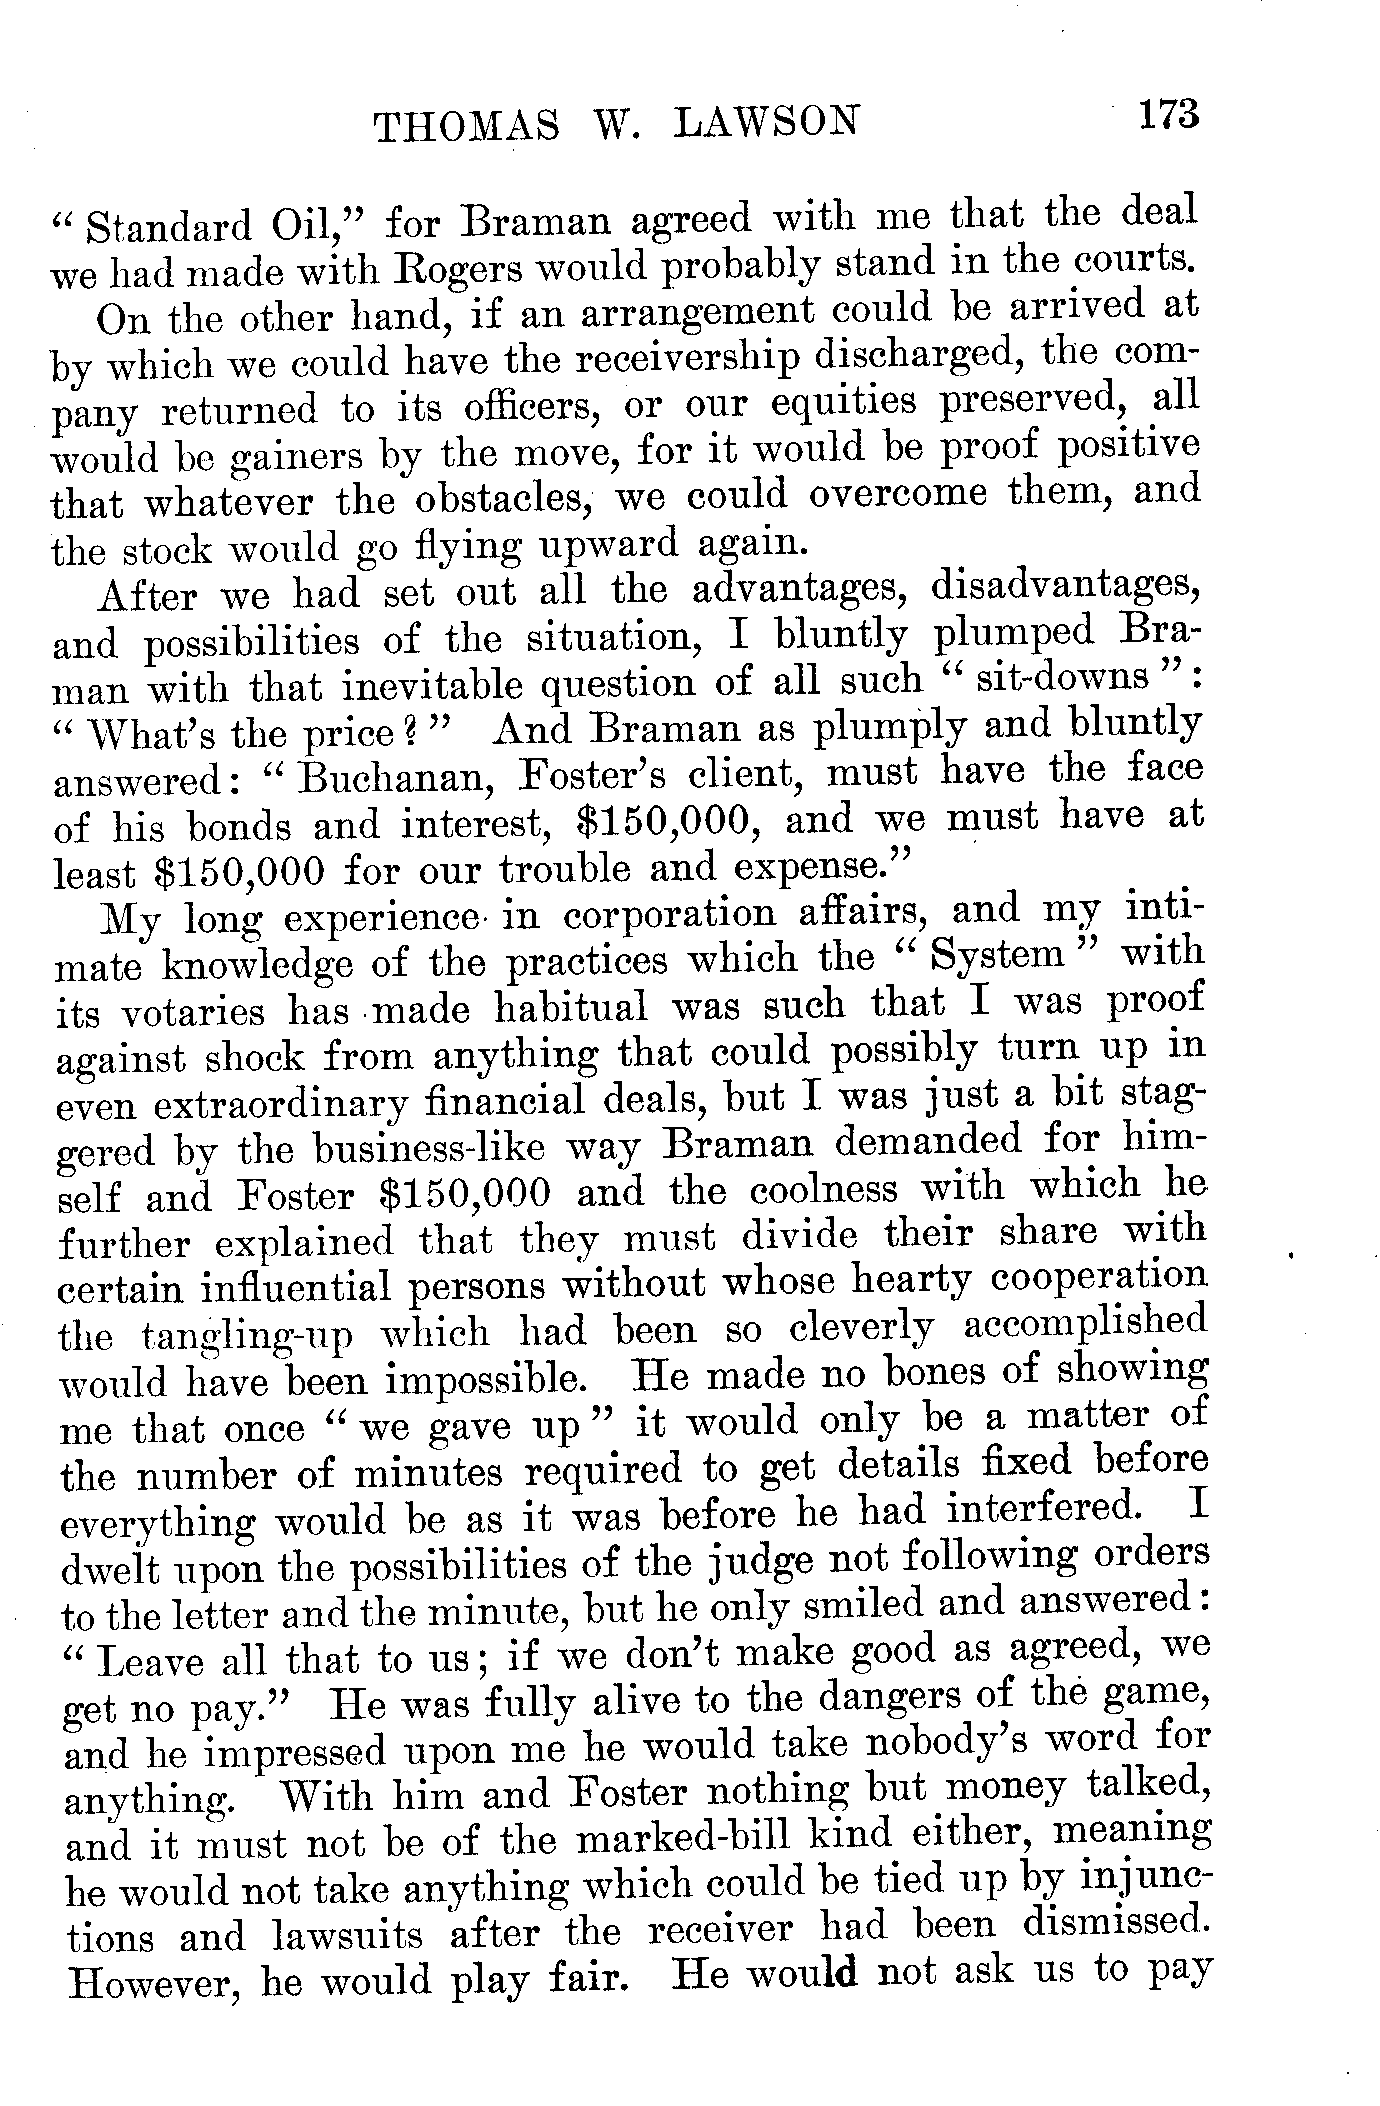 THOMAS W. LAWSON 173
“ Standard Oil,” for Braman agreed with me that the deal
we had made with Rogers would probably stand in the courts.
On the other hand, if an arrangement could be arrived at
by which we could have the receivership discharged, the com-
pany returned to its officers, or our equities preserved, all
would be gainers by the move, for it would be proof positive
that whatever the obstacles, we could overcome them, and
the stock would go flying upward again.
After we had set out all the advantages, disadvantages,
and possibilities of the situation, I bluntly plumped Bra-
man with that inevitable question of all such “ sit-downs ” :
“ What’s the price ? ” And Braman as plumply and bluntly
answered : “ Buchanan, Foster’s client, must have the face
of his bonds and interest, $150,000, and we must have at
least $150,000 for our trouble and expense.”
My long experience in corporation affairs, and my inti-
mate knowledge of the practices which the “ System ” with
its votaries has made habitual was such that I was proof
against shock from anything that could possibly turn up in
even extraordinary financial deals, but I was just a bit stag-
gered by the business-like way Braman demanded for him-
self and Foster $150,000 and the coolness with which he
further explained that they must divide their share with
certain influential persons without whose hearty cooperation
the tangling-up which had been so cleverly accomplished
would have been impossible. He made no bones of showing
me that once “ we gave up ” it would only be a matter of
the number of minutes required to get details fixed before
everything would be as it was before he had interfered. I
dwelt upon the possibilities of the judge not following orders
to the letter and the minute, but he only smiled and answered :
“ Leave all that to us ; if we don’t make good as agreed, we
get no pay.” He was fully alive to the dangers of the game,
and he impressed upon me he would take nobody’s word for
anything. With him and Foster nothing but money talked,
and it must not be of the marked-bill kind either, meaning
he would not take anything which could be tied up by injunc-
tions and lawsuits after the receiver had been dismissed.
However, he would play fair. He would not ask us to pay